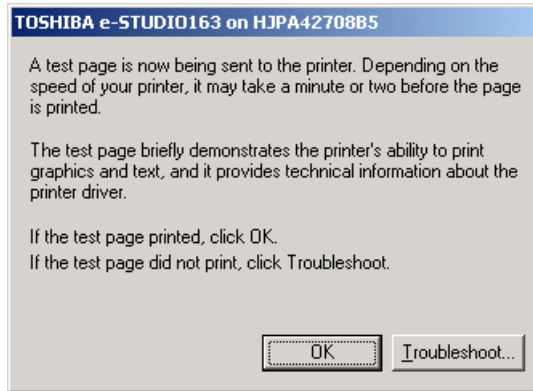 TOSHIBA e-STUDIO163 on HJPA42708B5
A test page is now being sent to the printer. Depending on the
speed of your printer, it may take a minute or two before the page
is printed.
The test page briefly demonstrates the printer's ability to print
graphics and text, and it provides technical information about the
printer driver.
If the test page printed, click OK.
If the test page did not print, click Troubleshoot.
OK Troubleshoot...